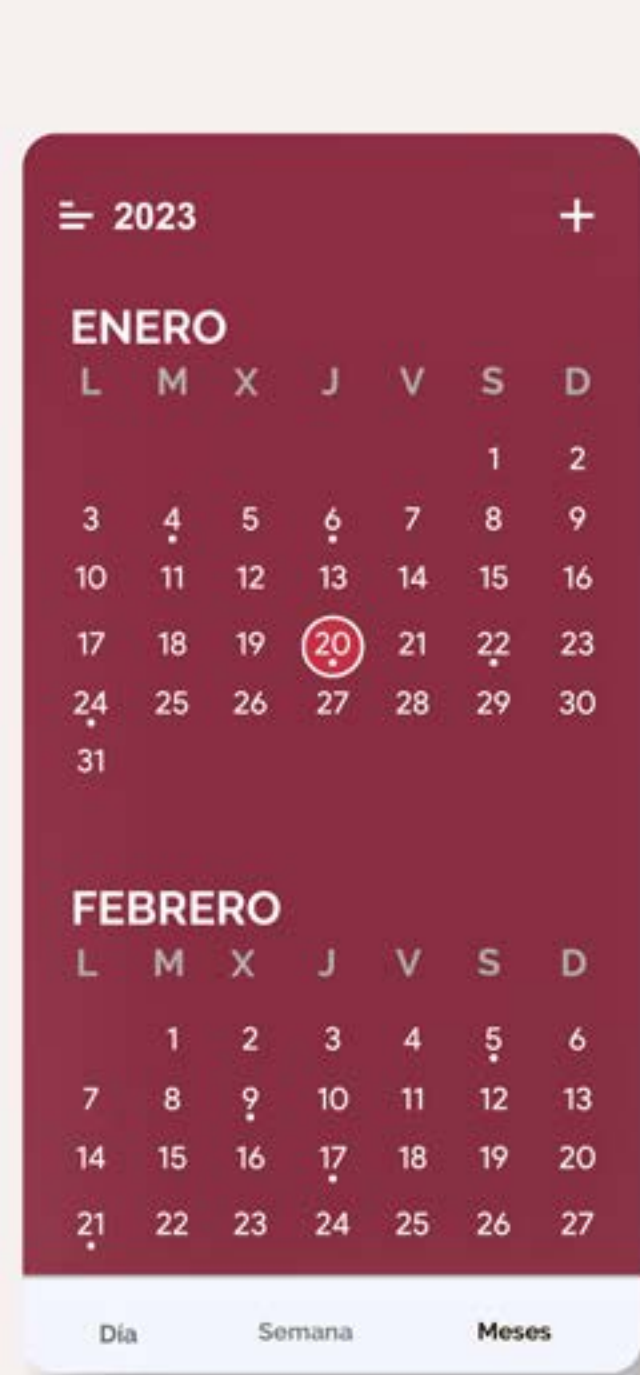 2023 +
ENERO
L M X J V S D
1 2
3 4 5 6 7 8 9
10 11 12 13 14 15 16
17 18 19 20 21 22 23
24 25 26 27 28 29 30
31
FEBRERO
L M X J V S D
1 2 3 4 5 6
7 8 9 10 11 12 13
14 15 16 17 18 19 20
21 22 23 24 25 26 27
Día Semana Meses